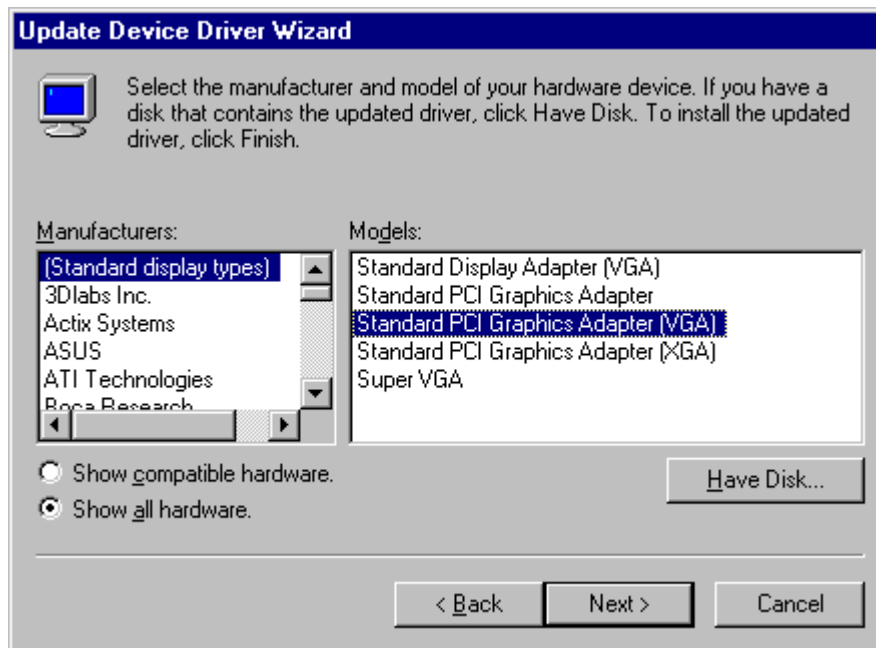 Update Device Driver Wizard
Select the manufacturer and model of your hardware device. If you have a
disk that contains the updated driver, click Have Disk. To install the updated
driver, click Finish.
Manufacturers:
(Standard display types)
3Dlabs Inc.
Actix Systems
ASUS
ATI Technologies
Boca Research
Models:
Standard Display Adapter (VGA)
Standard PCI Graphics Adapter
Standard PCI Graphics Adapter (VGA)
Standard PCI Graphics Adapter (XGA)
Super VGA
Show compatible hardware.
Show all hardware.
Have Disk...
< Back
Next >
Cancel